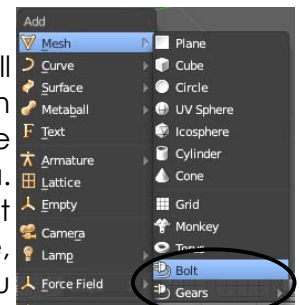 Add
Mesh
Curve
Surface
Metaball
Text
Armature
Lattice
Empty
Camera
Lamp
Force Field
Plane
Cube
Circle
UV Sphere
Icosphere
Cylinder
Cone
Grid
Monkey
Torus
Bolt
Gears